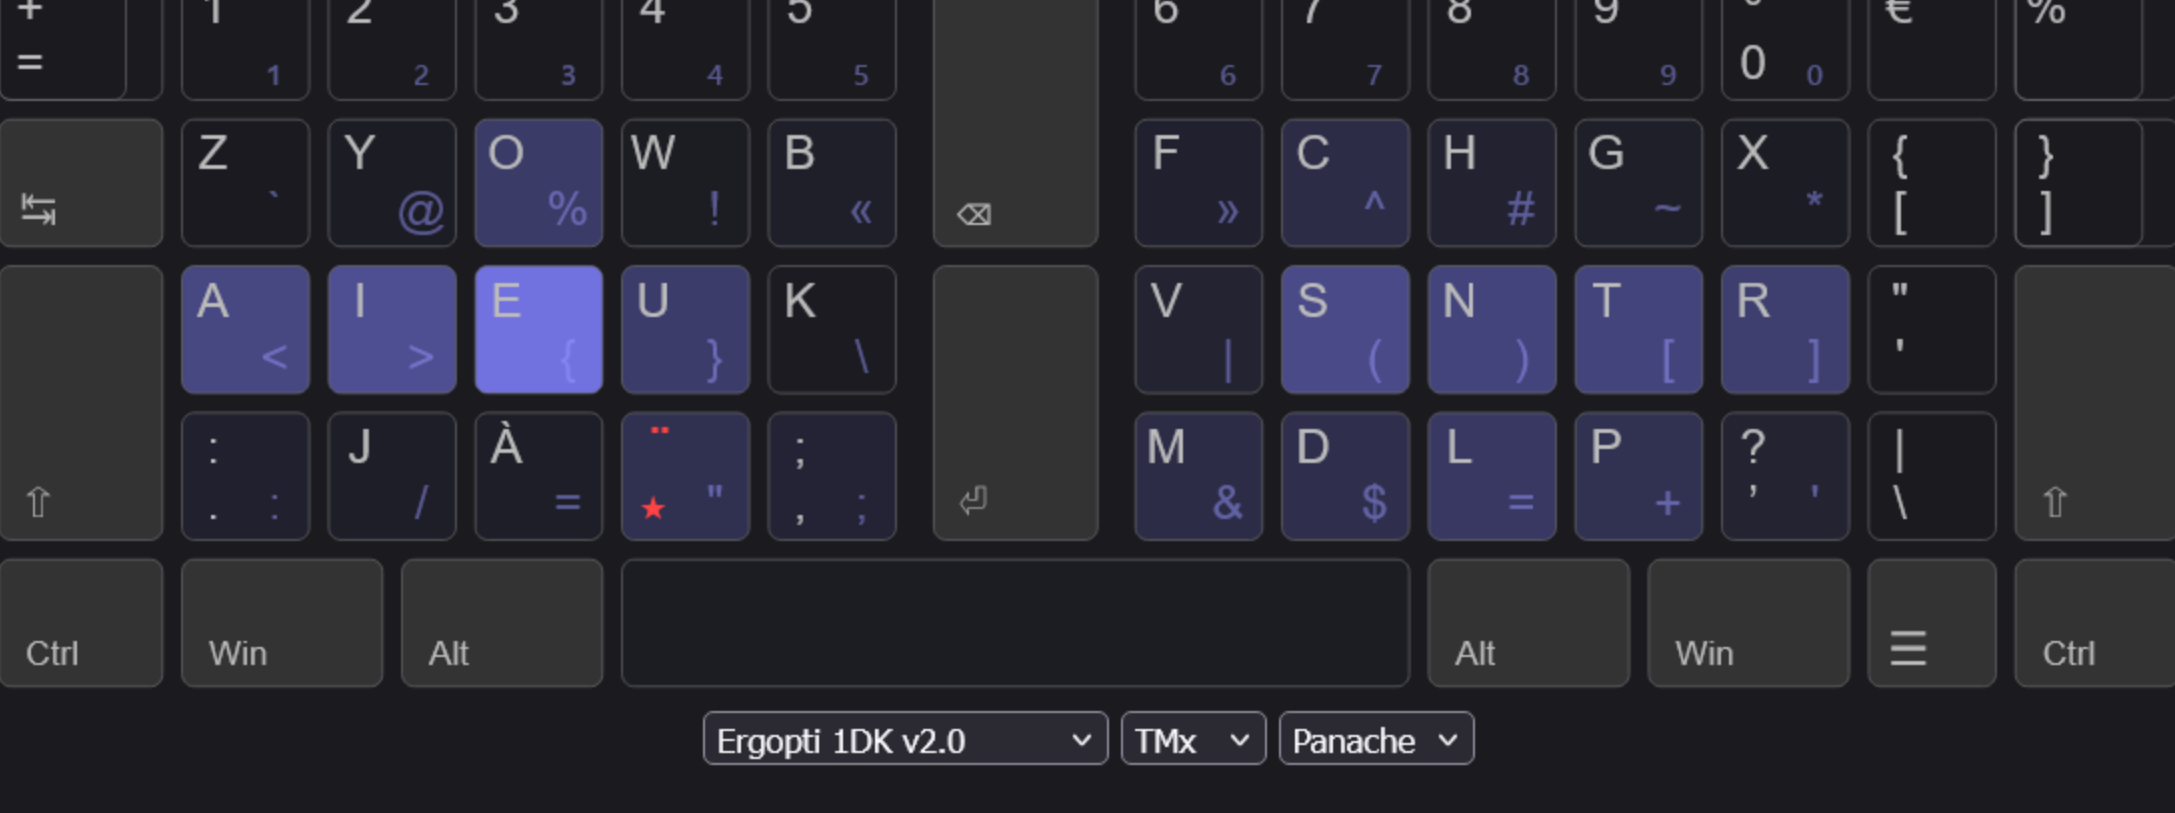 + 1 2 3 4 5 6 7 8 9 ° € %
= 1 2 3 4 5 6 7 8 9 0 0
Z Y O W B F C H G X { }
↹ ` @ % ! « ⌫ » ^ # ~ * [ ]
A I E U K V S N T R "
< > { } \ | ( ) [ ] '
: J À ¨ ; M D L P ? |
⇧ . : / = ★ " , ; ⏎ & $ = + ’ ' \ ⇧
Ctrl Win Alt Alt Win ☰ Ctrl
Ergopti 1DK v2.0 TMx Panache